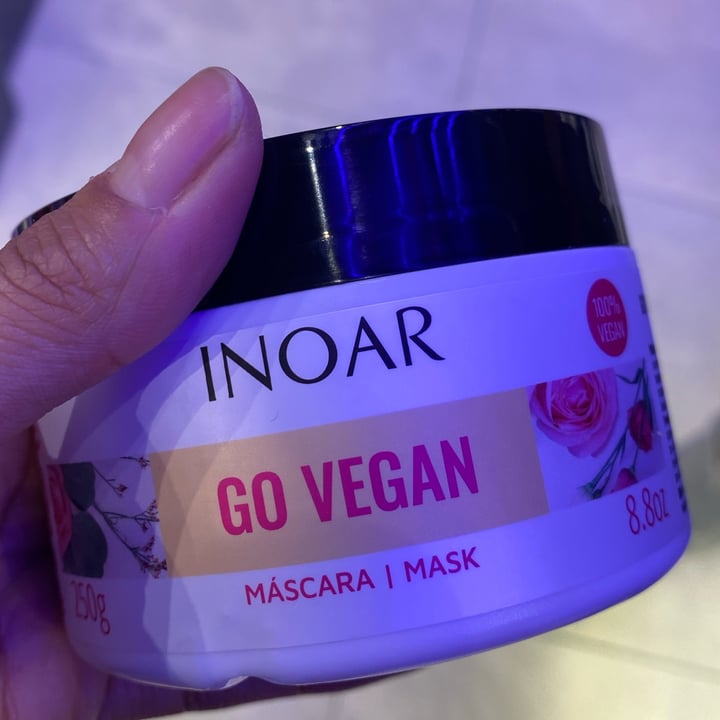 INOAR
100%
VEGAN
GO VEGAN
MÁSCARA | MASK
250g
8.8oz